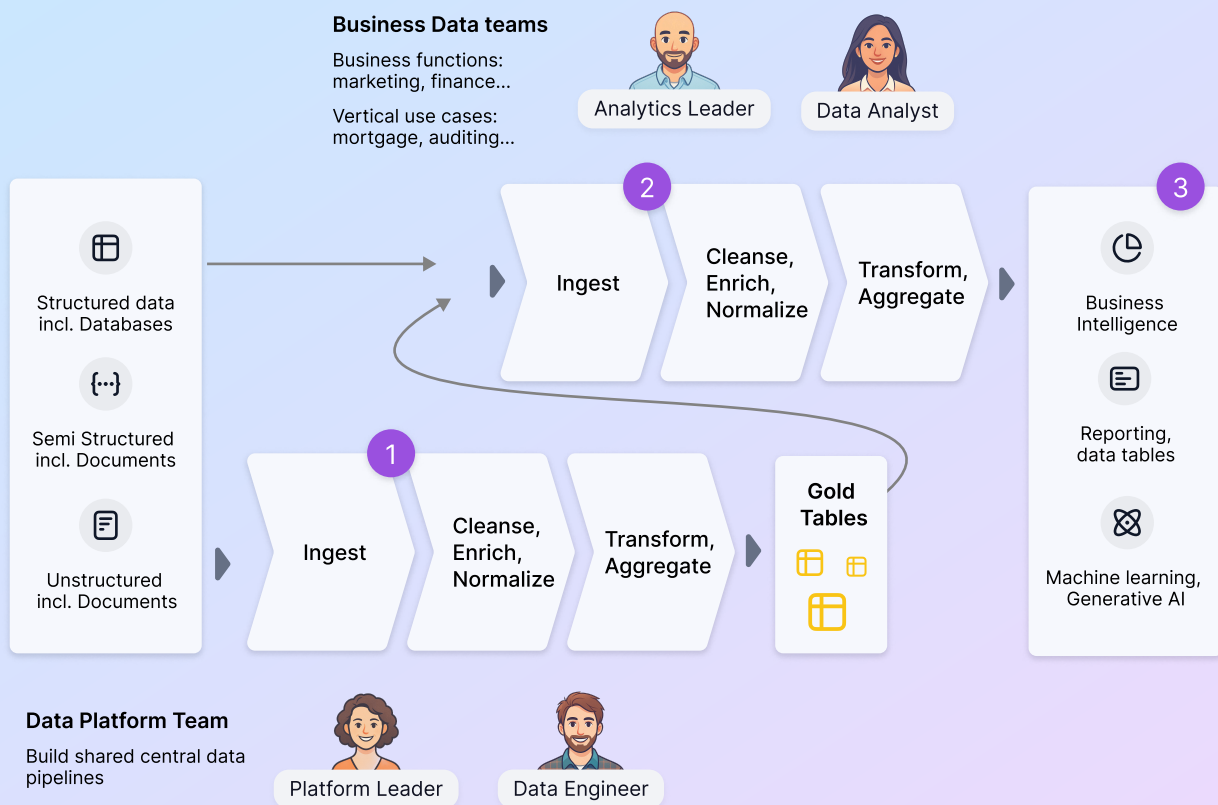 Business Data teams
Business functions:
marketing, finance...
Vertical use cases:
mortgage, auditing...
Analytics Leader
Data Analyst
Structured data
incl. Databases
Semi Structured
incl. Documents
Unstructured
incl. Documents
2
Ingest
Cleanse,
Enrich,
Normalize
Transform,
Aggregate
3
Business
Intelligence
Reporting,
data tables
Machine learning,
Generative AI
1
Ingest
Cleanse,
Enrich,
Normalize
Transform,
Aggregate
Gold
Tables
Data Platform Team
Build shared central data
pipelines
Platform Leader
Data Engineer